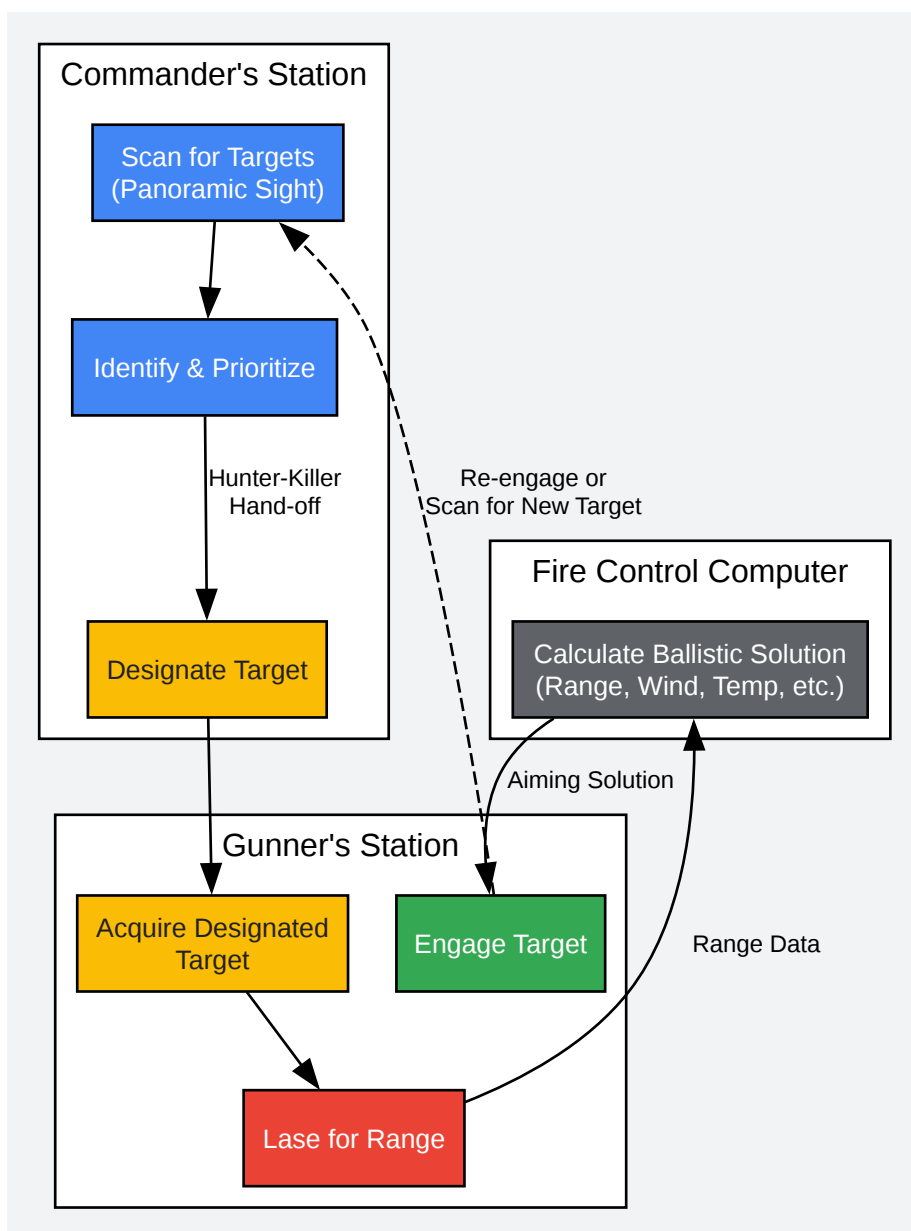 Commander's Station
Scan for Targets
(Panoramic Sight)
Identify & Prioritize
Hunter-Killer
Hand-off
Re-engage or
Scan for New Target
Designate Target
Fire Control Computer
Calculate Ballistic Solution
(Range, Wind, Temp, etc.)
Aiming Solution
Gunner's Station
Acquire Designated
Target
Engage Target
Range Data
Lase for Range